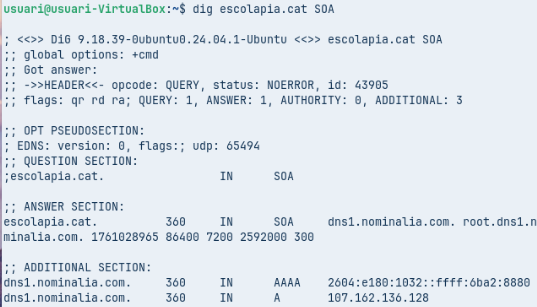 usuari@usuari-VirtualBox:~$ dig escolapia.cat SOA
; <<>> DiG 9.18.39-0ubuntu0.24.04.1-Ubuntu <<>> escolapia.cat SOA
;; global options: +cmd
;; Got answer:
;; ->>HEADER<<- opcode: QUERY, status: NOERROR, id: 43905
;; flags: qr rd ra; QUERY: 1, ANSWER: 1, AUTHORITY: 0, ADDITIONAL: 3
;; OPT PSEUDOSECTION:
; EDNS: version: 0, flags:; udp: 65494
;; QUESTION SECTION:
;escolapia.cat. IN SOA
;; ANSWER SECTION:
escolapia.cat. 360 IN SOA dns1.nominalia.com. root.dns1.n
minalia.com. 1761028965 86400 7200 2592000 300
;; ADDITIONAL SECTION:
dns1.nominalia.com. 360 IN AAAA 2604:e180:1032::ffff:6ba2:8880
dns1.nominalia.com. 360 IN A 107.162.136.128